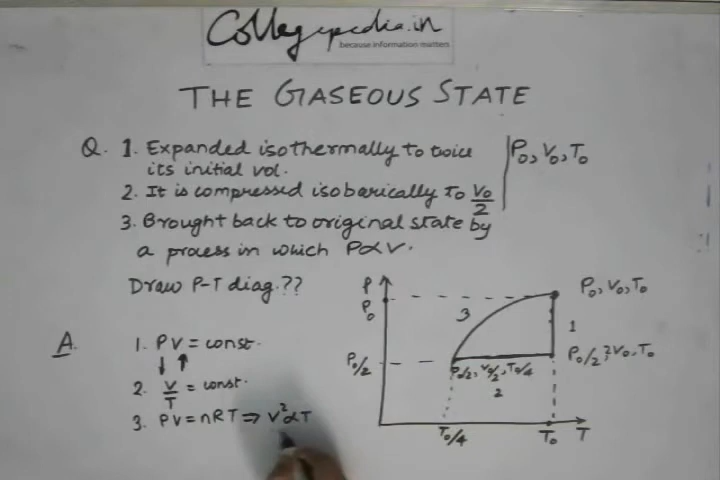 Collegepedia.in
because information matters
THE GASEOUS STATE
Q. 1. Expanded isothermally to twice
its initial vol.
P₀, V₀, T₀
2. It is compressed isobarically to V₀/2
3. Brought back to original state by
a process in which P∝V.
Draw P-T diag.??
A. 1. PV = const.
↓ ↑
2. V/T = const.
3. PV = nRT ⇒ V²∝T
P
P₀
P₀/2
3
P₀, V₀, T₀
1
P₀/2, 2V₀, T₀
P₀/2, V₀/2, T₀/4
2
T₀/4
T₀
T